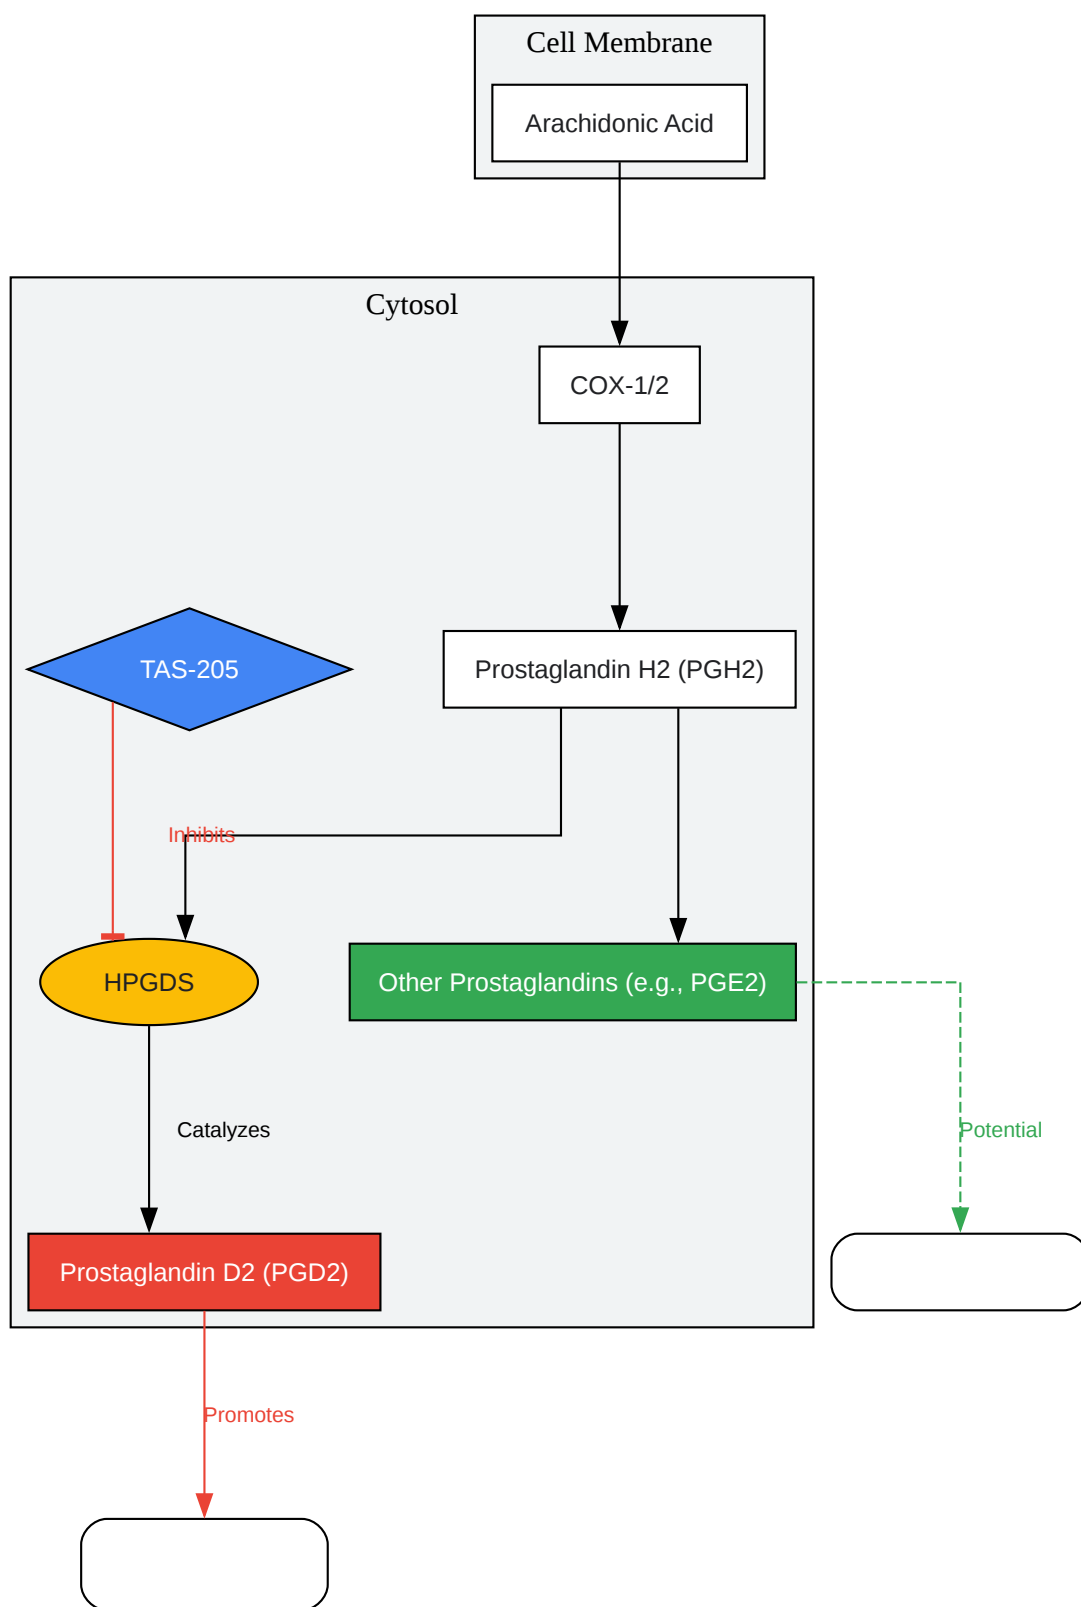 Cell Membrane
Arachidonic Acid
Cytosol
COX-1/2
TAS-205
Prostaglandin H2 (PGH2)
Inhibits
HPGDS
Other Prostaglandins (e.g., PGE2)
Catalyzes
Potential
Prostaglandin D2 (PGD2)
Promotes